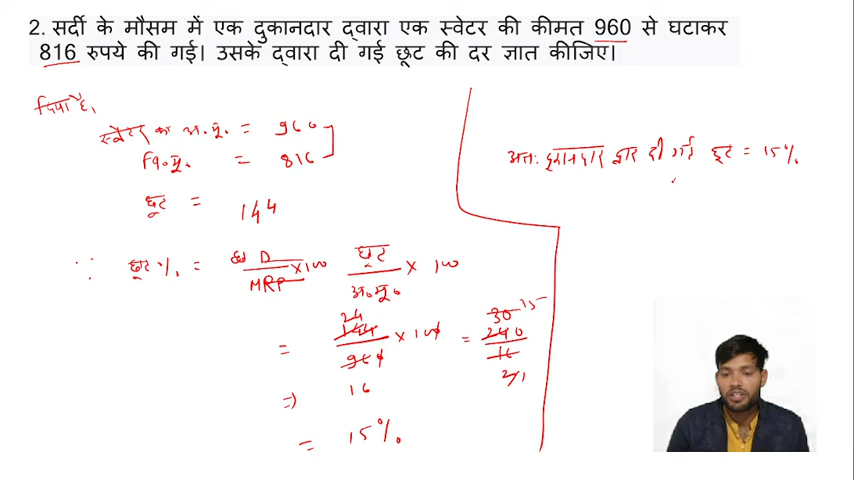 2. सर्दी के मौसम में एक दुकानदार द्वारा एक स्वेटर की कीमत 960 से घटाकर
816 रुपये की गई। उसके द्वारा दी गई छूट की दर ज्ञात कीजिए।
दिया है,
स्वेटर का अ.मू. = 960
वि.मू. = 816
छूट = 144
∵ छूट %. = D/MRP ×100 छूट/अ.मू. × 100
= 144/960 × 100 = 240/16
24
30 15
16
2/1
=> 
= 15%
अतः दुकानदार द्वारा दी गई छूट = 15%